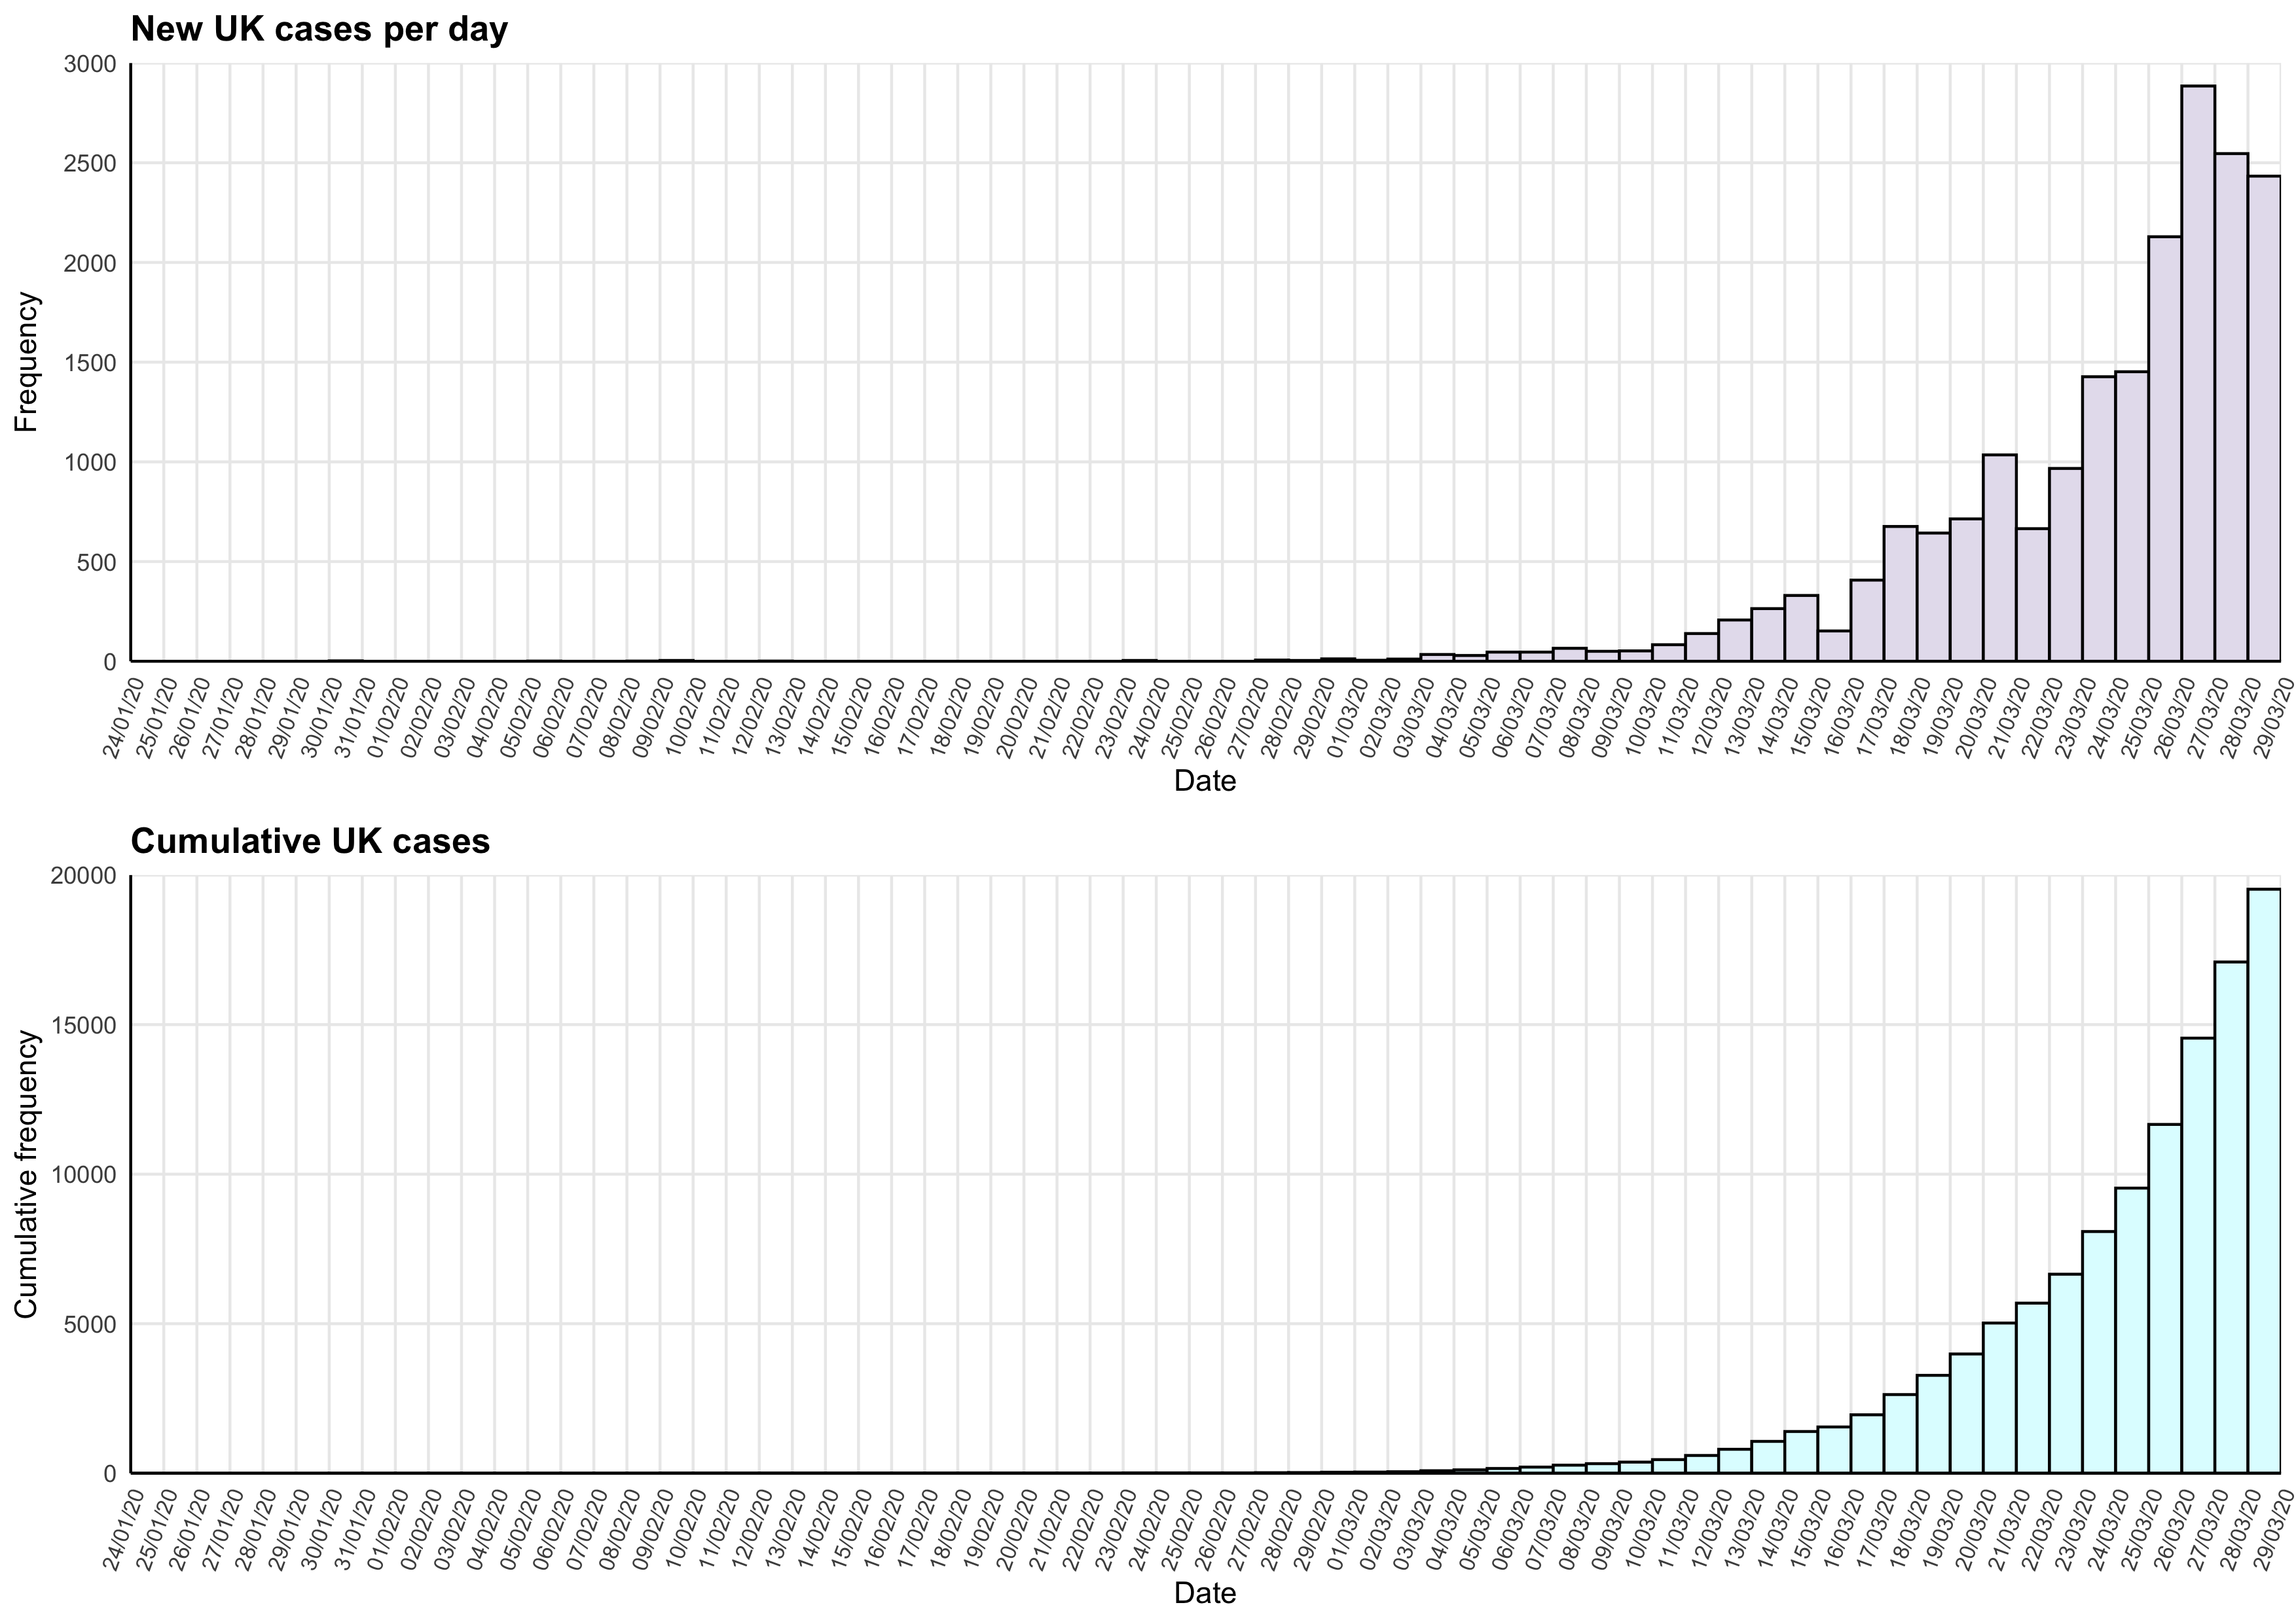 New UK cases per day
3000
2500
2000
1500
1000
500
0
Frequency
24/01/20 25/01/20 26/01/20 27/01/20 28/01/20 29/01/20 30/01/20 31/01/20 01/02/20 02/02/20 03/02/20 04/02/20 05/02/20 06/02/20 07/02/20 08/02/20 09/02/20 10/02/20 11/02/20 12/02/20 13/02/20 14/02/20 15/02/20 16/02/20 17/02/20 18/02/20 19/02/20 20/02/20 21/02/20 22/02/20 23/02/20 24/02/20 25/02/20 26/02/20 27/02/20 28/02/20 29/02/20 01/03/20 02/03/20 03/03/20 04/03/20 05/03/20 06/03/20 07/03/20 08/03/20 09/03/20 10/03/20 11/03/20 12/03/20 13/03/20 14/03/20 15/03/20 16/03/20 17/03/20 18/03/20 19/03/20 20/03/20 21/03/20 22/03/20 23/03/20 24/03/20 25/03/20 26/03/20 27/03/20 28/03/20 29/03/20
Date
Cumulative UK cases
20000
15000
10000
5000
0
Cumulative frequency
24/01/20 25/01/20 26/01/20 27/01/20 28/01/20 29/01/20 30/01/20 31/01/20 01/02/20 02/02/20 03/02/20 04/02/20 05/02/20 06/02/20 07/02/20 08/02/20 09/02/20 10/02/20 11/02/20 12/02/20 13/02/20 14/02/20 15/02/20 16/02/20 17/02/20 18/02/20 19/02/20 20/02/20 21/02/20 22/02/20 23/02/20 24/02/20 25/02/20 26/02/20 27/02/20 28/02/20 29/02/20 01/03/20 02/03/20 03/03/20 04/03/20 05/03/20 06/03/20 07/03/20 08/03/20 09/03/20 10/03/20 11/03/20 12/03/20 13/03/20 14/03/20 15/03/20 16/03/20 17/03/20 18/03/20 19/03/20 20/03/20 21/03/20 22/03/20 23/03/20 24/03/20 25/03/20 26/03/20 27/03/20 28/03/20 29/03/20
Date